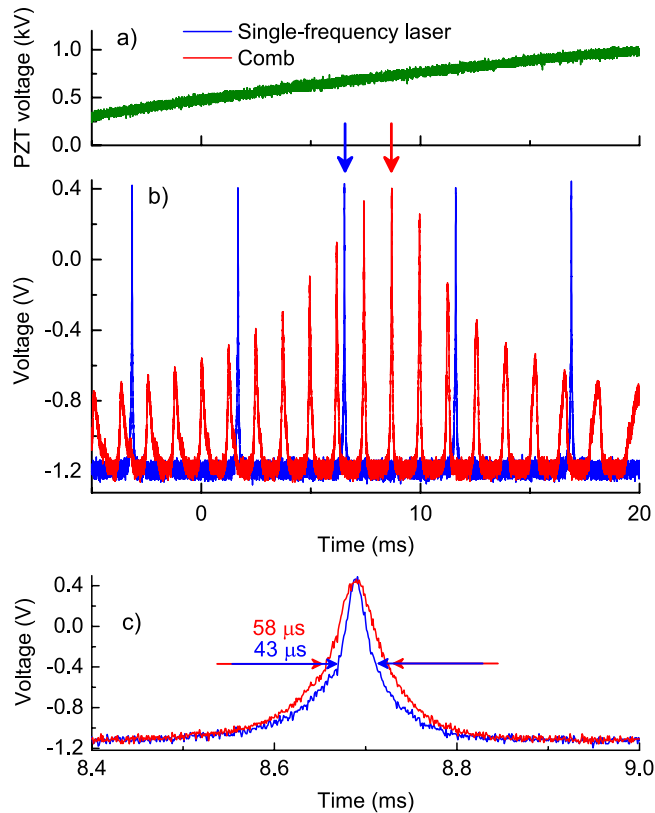 a)
Single-frequency laser
Comb
PZT voltage (kV)
1.0
0.5
0.0
b)
Voltage (V)
0.4
0.0
-0.4
-0.8
-1.2
0
10
20
Time (ms)
c)
Voltage (V)
0.4
0.0
-0.4
-0.8
-1.2
58 μs
43 μs
8.4
8.6
8.8
9.0
Time (ms)